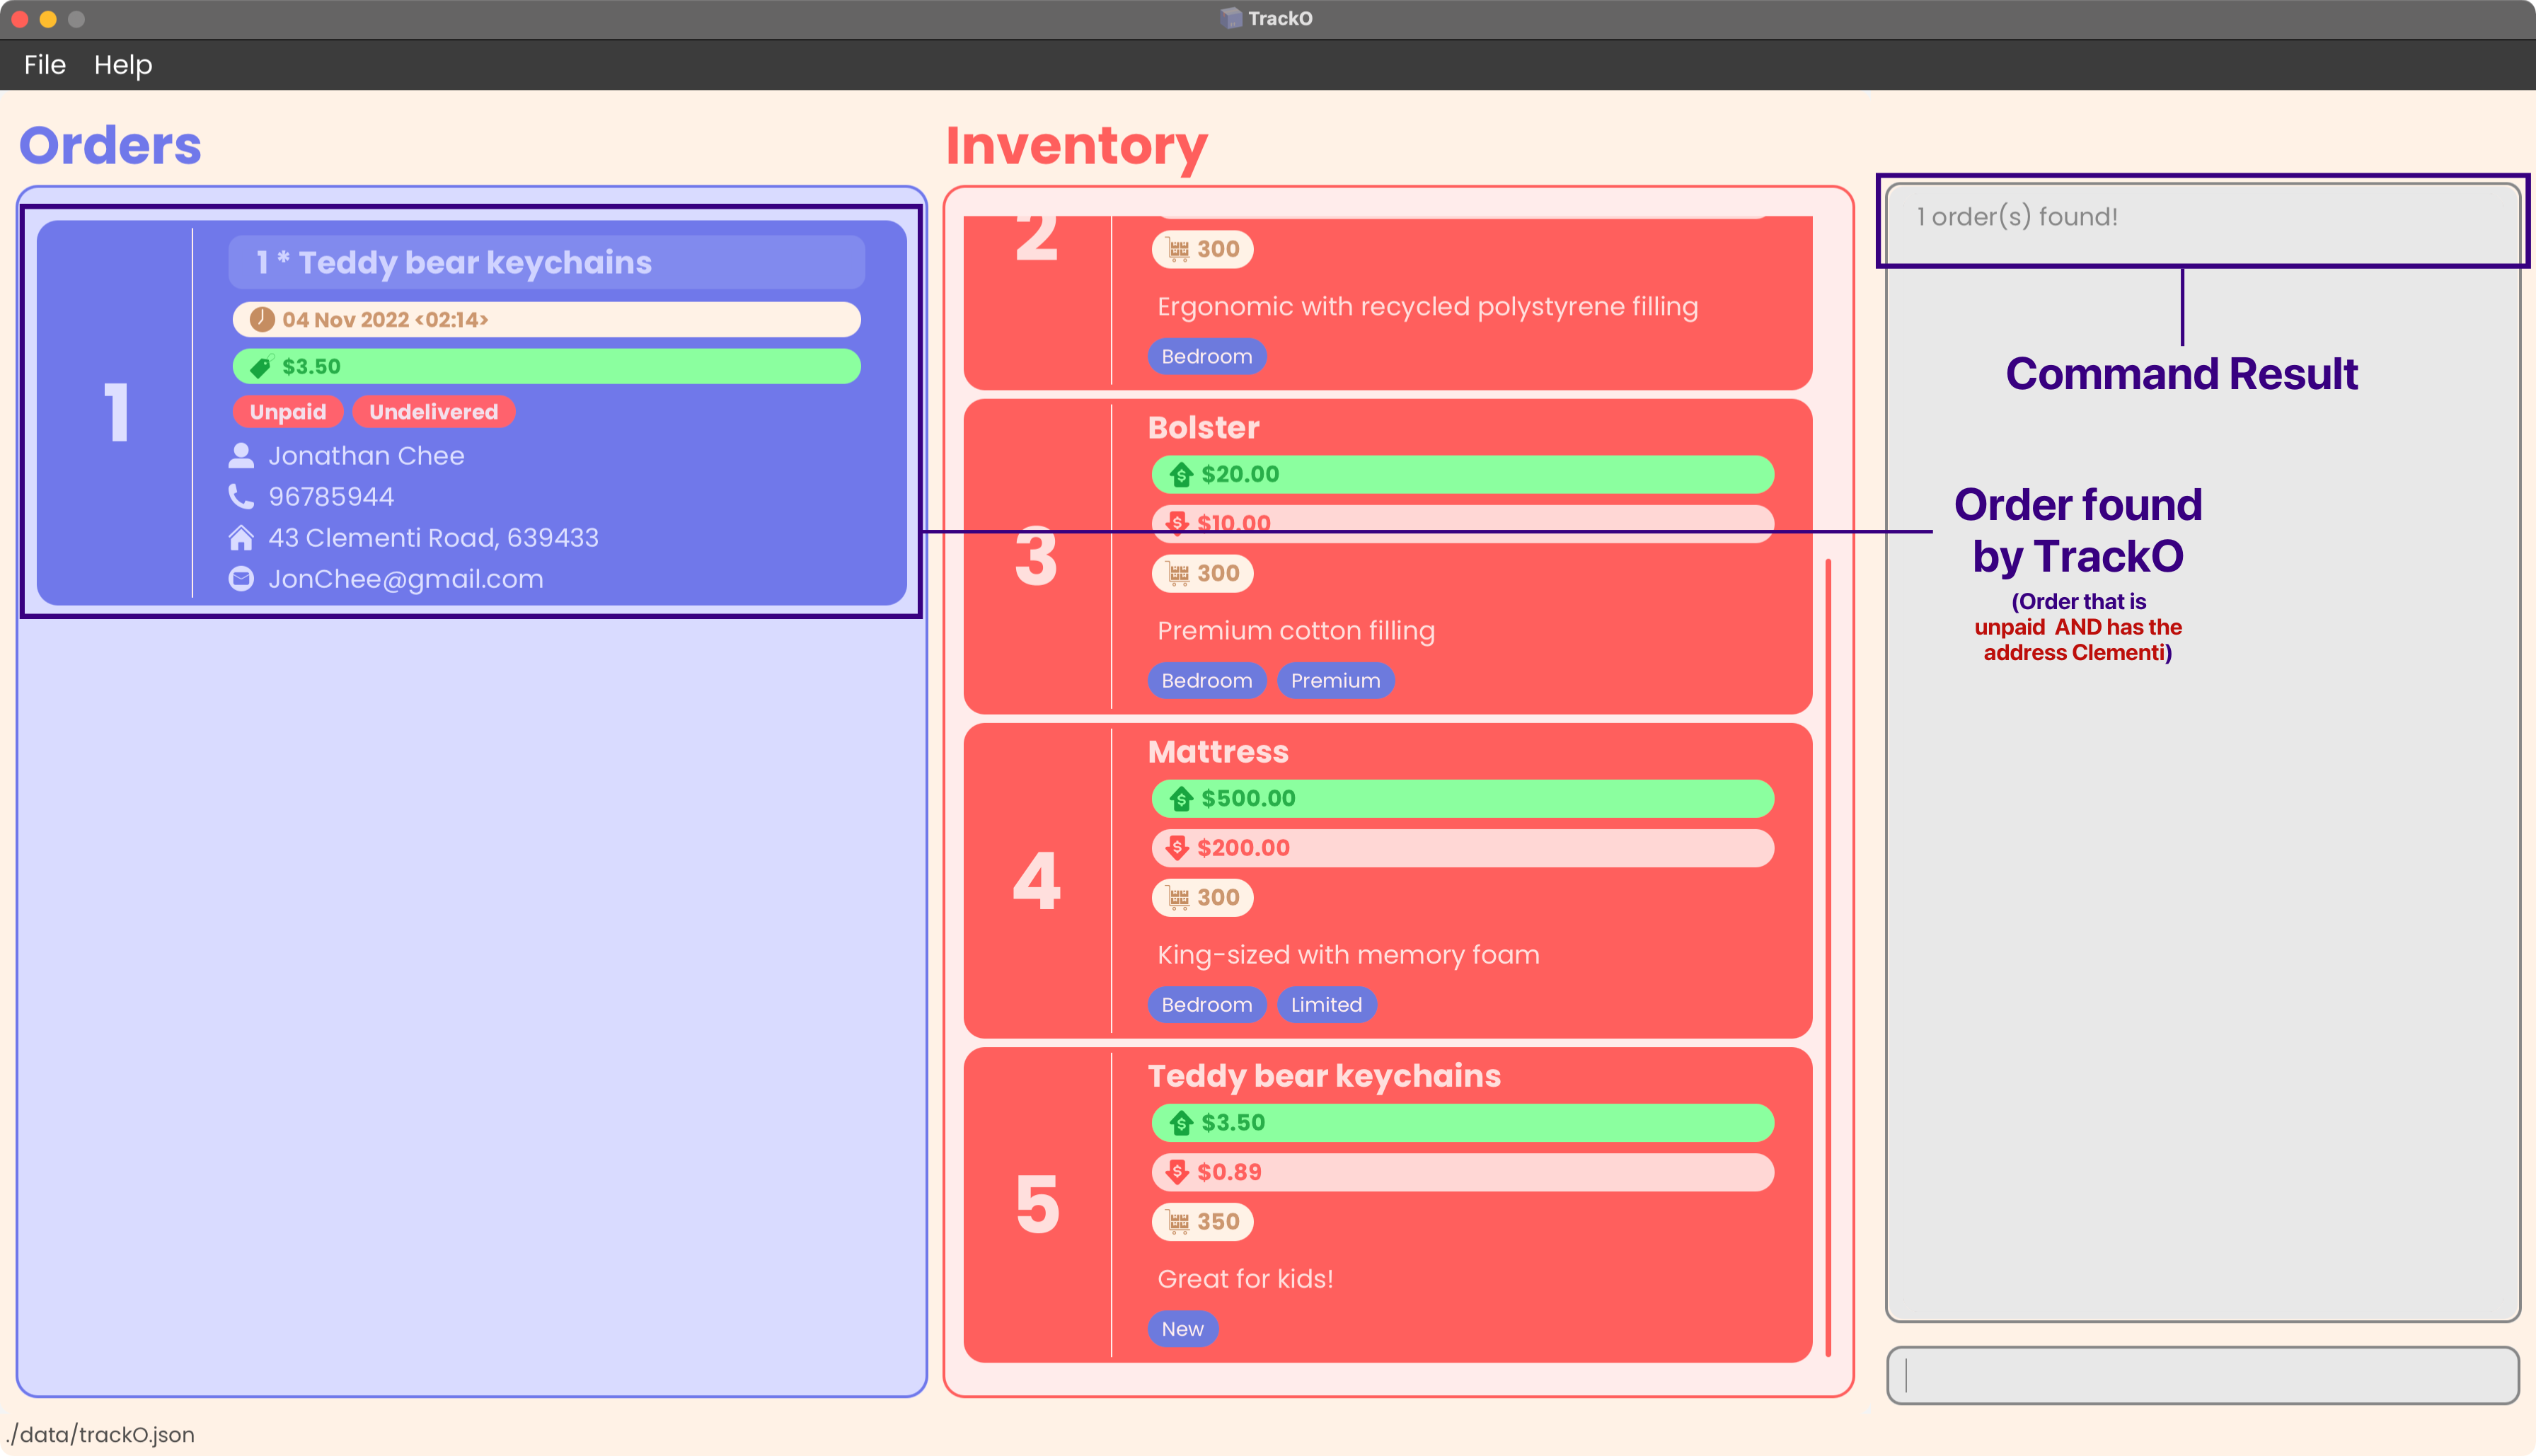 TrackO
File Help
Orders
1
1 * Teddy bear keychains
04 Nov 2022 <02:14>
$3.50
Unpaid Undelivered
Jonathan Chee
96785944
43 Clementi Road, 639433
JonChee@gmail.com
Inventory
2
300
Ergonomic with recycled polystyrene filling
Bedroom
3
Bolster
$20.00
$10.00
300
Premium cotton filling
Bedroom Premium
4
Mattress
$500.00
$200.00
300
King-sized with memory foam
Bedroom Limited
5
Teddy bear keychains
$3.50
$0.89
350
Great for kids!
New
1 order(s) found!
Command Result
Order found
by TrackO
(Order that is
unpaid AND has the
address Clementi)
./data/trackO.json